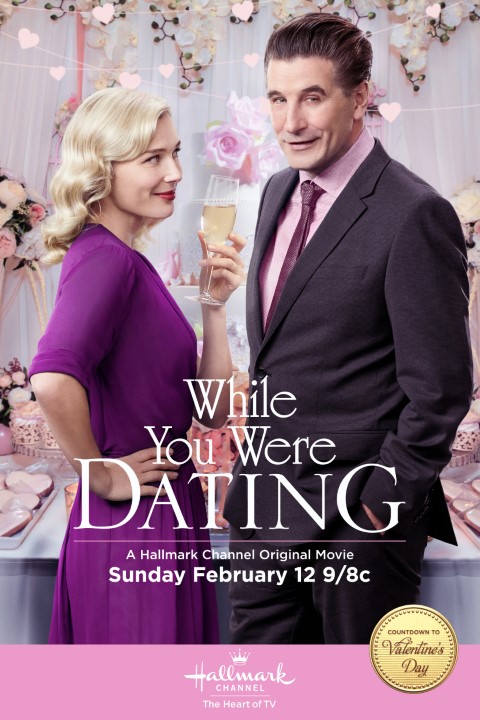 While
You Were
DATING
A Hallmark Channel Original Movie
Sunday February 12 9/8c
COUNTDOWN TO
Valentine's
Day
Hallmark
CHANNEL
The Heart of TV